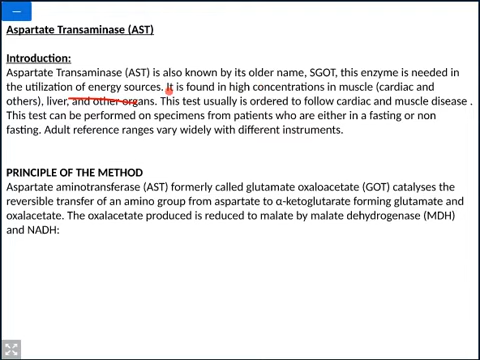 Aspartate Transaminase (AST)
Introduction:
Aspartate Transaminase (AST) is also known by its older name, SGOT, this enzyme is needed in
the utilization of energy sources. It is found in high concentrations in muscle (cardiac and
others), liver, and other organs. This test usually is ordered to follow cardiac and muscle disease .
This test can be performed on specimens from patients who are either in a fasting or non
fasting. Adult reference ranges vary widely with different instruments.
PRINCIPLE OF THE METHOD
Aspartate aminotransferase (AST) formerly called glutamate oxaloacetate (GOT) catalyses the
reversible transfer of an amino group from aspartate to α-ketoglutarate forming glutamate and
oxalacetate. The oxalacetate produced is reduced to malate by malate dehydrogenase (MDH)
and NADH: